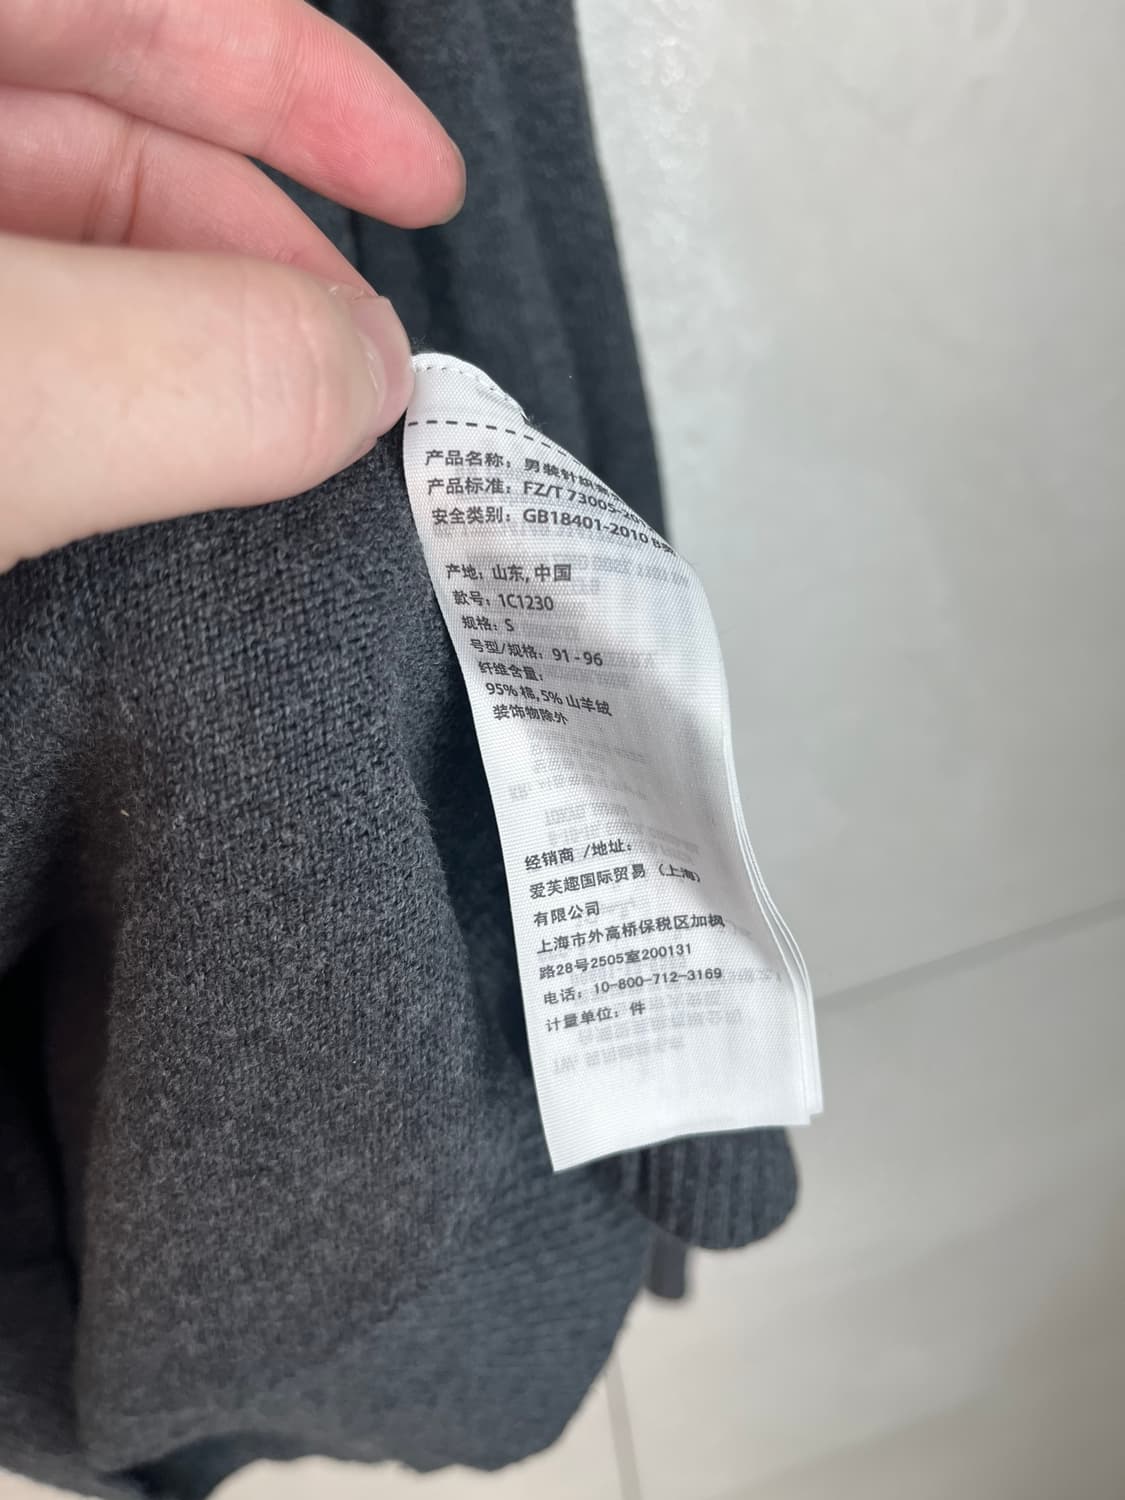 产品名称：男装针织衫
产品标准：FZ/T 73005-201
安全类别：GB18401-2010 B类
产地：山东,中国
款号：1C1230
规格：S
号型/规格：91-96
纤维含量：
95% 棉,5% 山羊绒
装饰物除外
经销商 /地址：
爱芙趣国际贸易（上海）
有限公司
上海市外高桥保税区加枫
路28号2505室200131
电话：10-800-712-3169
计量单位：件